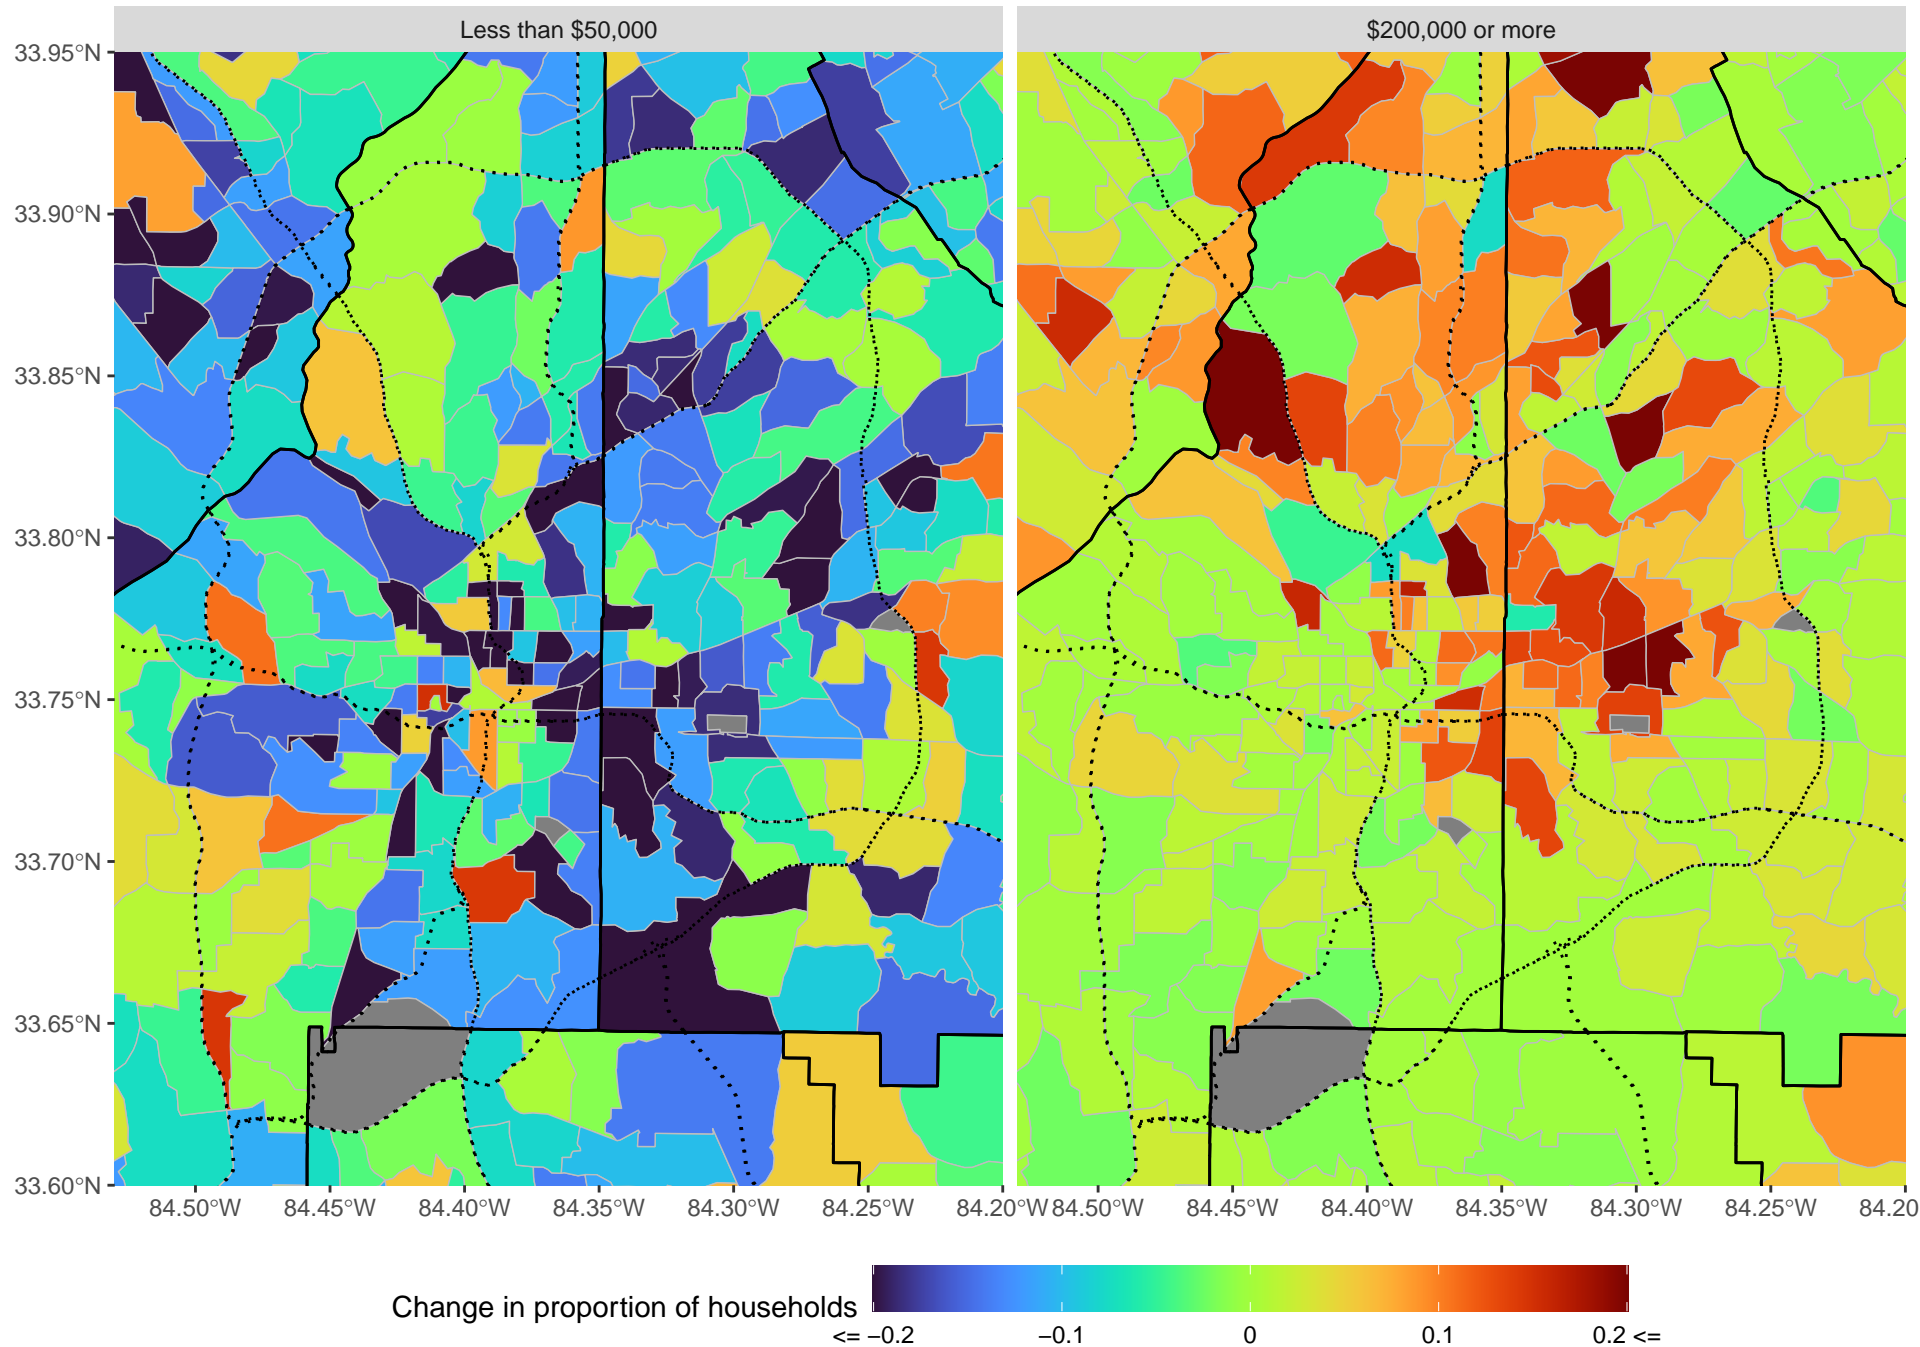 Less than $50,000
$200,000 or more
33.95°N
33.90°N
33.85°N
33.80°N
33.75°N
33.70°N
33.65°N
33.60°N
84.50°W 84.45°W 84.40°W 84.35°W 84.30°W 84.25°W 84.20°W
84.50°W 84.45°W 84.40°W 84.35°W 84.30°W 84.25°W 84.20
Change in proportion of households
<= −0.2 −0.1 0 0.1 0.2 <=